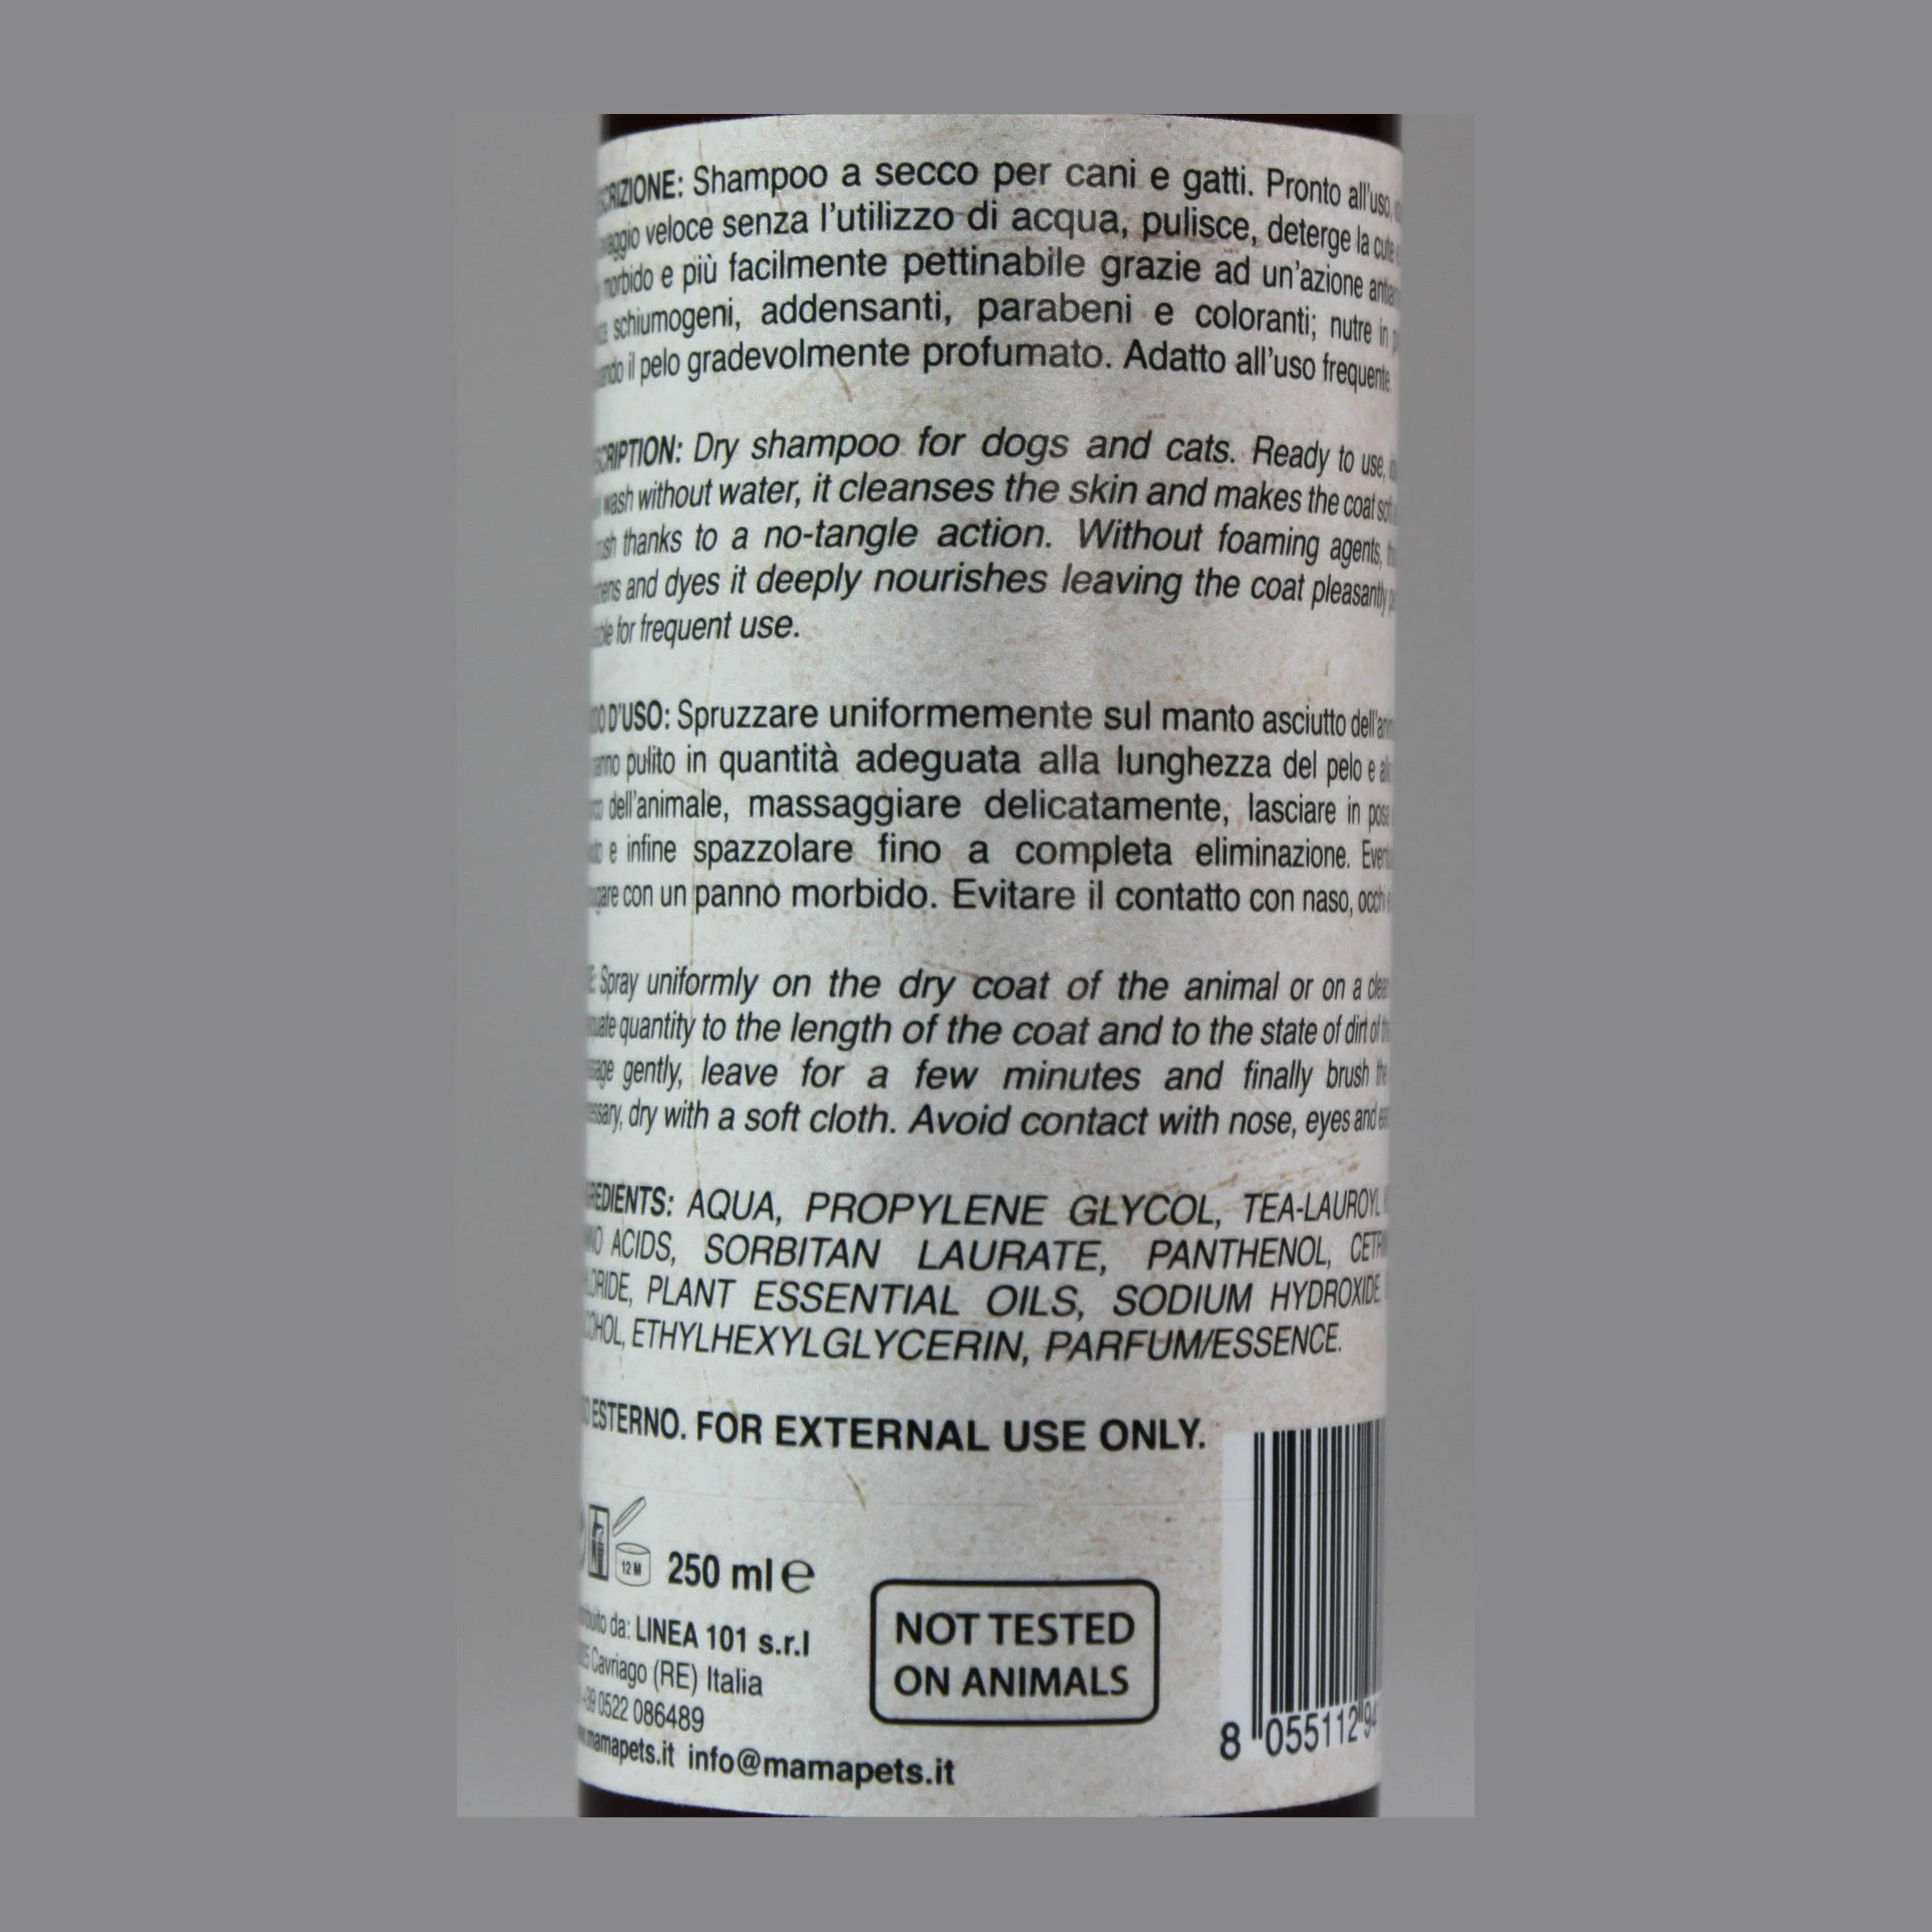 Shampoo a secco per cani e gatti. Pronto all'uso,
veloce senza l'utilizzo di acqua, pulisce, deterge la cute
morbido e più facilmente pettinabile grazie ad un'azione
schiumogeni, addensanti, parabeni e coloranti; nutre in
il pelo gradevolmente profumato. Adatto all'uso frequente.
Dry shampoo for dogs and cats. Ready to use,
wash without water, it cleanses the skin and makes the coat
thanks to a no-tangle action. Without foaming agents,
and dyes it deeply nourishes leaving the coat pleasantly
for frequent use.
D'USO: Spruzzare uniformemente sul manto asciutto
pulito in quantità adeguata alla lunghezza del pelo e
dell'animale, massaggiare delicatamente, lasciare in posa
e infine spazzolare fino a completa eliminazione.
con un panno morbido. Evitare il contatto con naso,
Spray uniformly on the dry coat of the animal or on a
quantity to the length of the coat and to the state of dirt of
gently, leave for a few minutes and finally brush
dry with a soft cloth. Avoid contact with nose, eyes and
AQUA, PROPYLENE GLYCOL, TEA-LAUROYL
ACIDS, SORBITAN LAURATE, PANTHENOL,
PLANT ESSENTIAL OILS, SODIUM HYDROXIDE
ETHYLHEXYLGLYCERIN, PARFUM/ESSENCE.
ESTERNO. FOR EXTERNAL USE ONLY.
12 M 250 ml e
da: LINEA 101 s.r.l
Cavriago (RE) Italia
0522 086489
info@mamapets.it
NOT TESTED
ON ANIMALS
8 055112